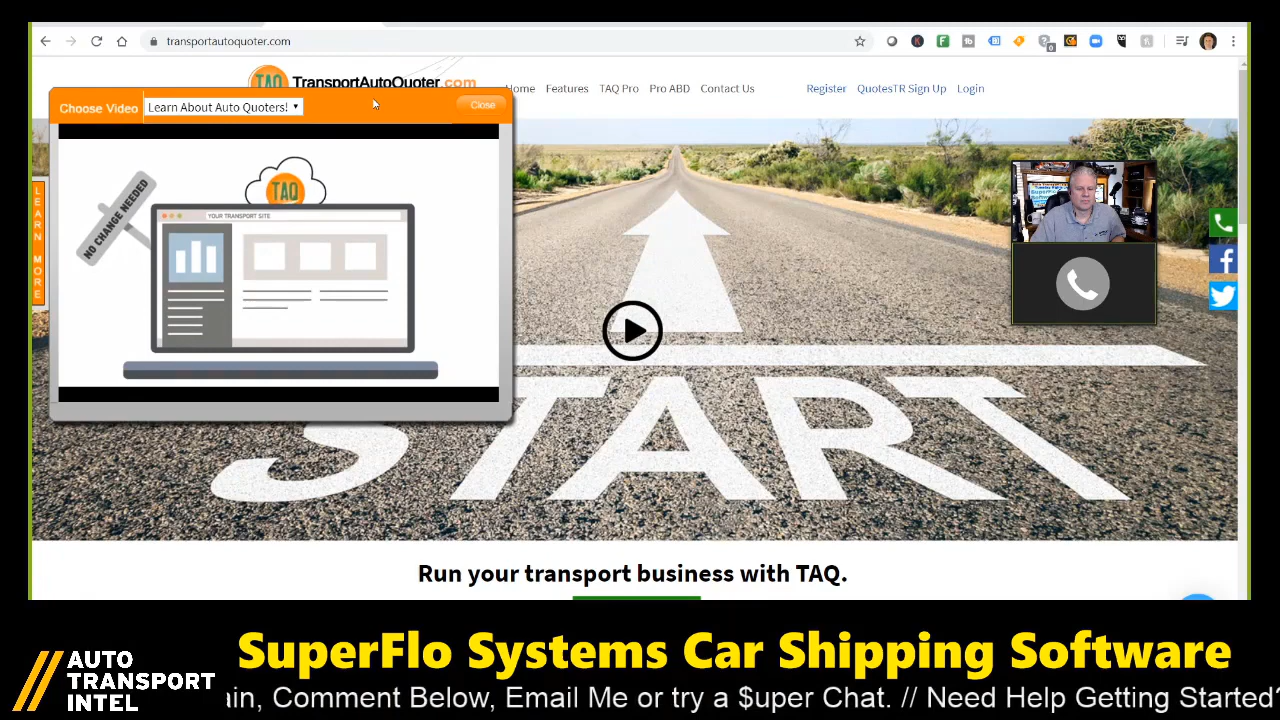 transportautoquoter.com
TAQ TransportAutoQuoter.com
Home Features TAQ Pro Pro ABD Contact Us Register QuotesTR Sign Up Login
Choose Video Learn About Auto Quoters! Close
LEARN MORE
NO CHANGE NEEDED
TAQ
YOUR TRANSPORT SITE
START
Run your transport business with TAQ.
SuperFlo Systems Car Shipping Software
AUTO
TRANSPORT
INTEL
ain, Comment Below, Email Me or try a $uper Chat. // Need Help Getting Started?